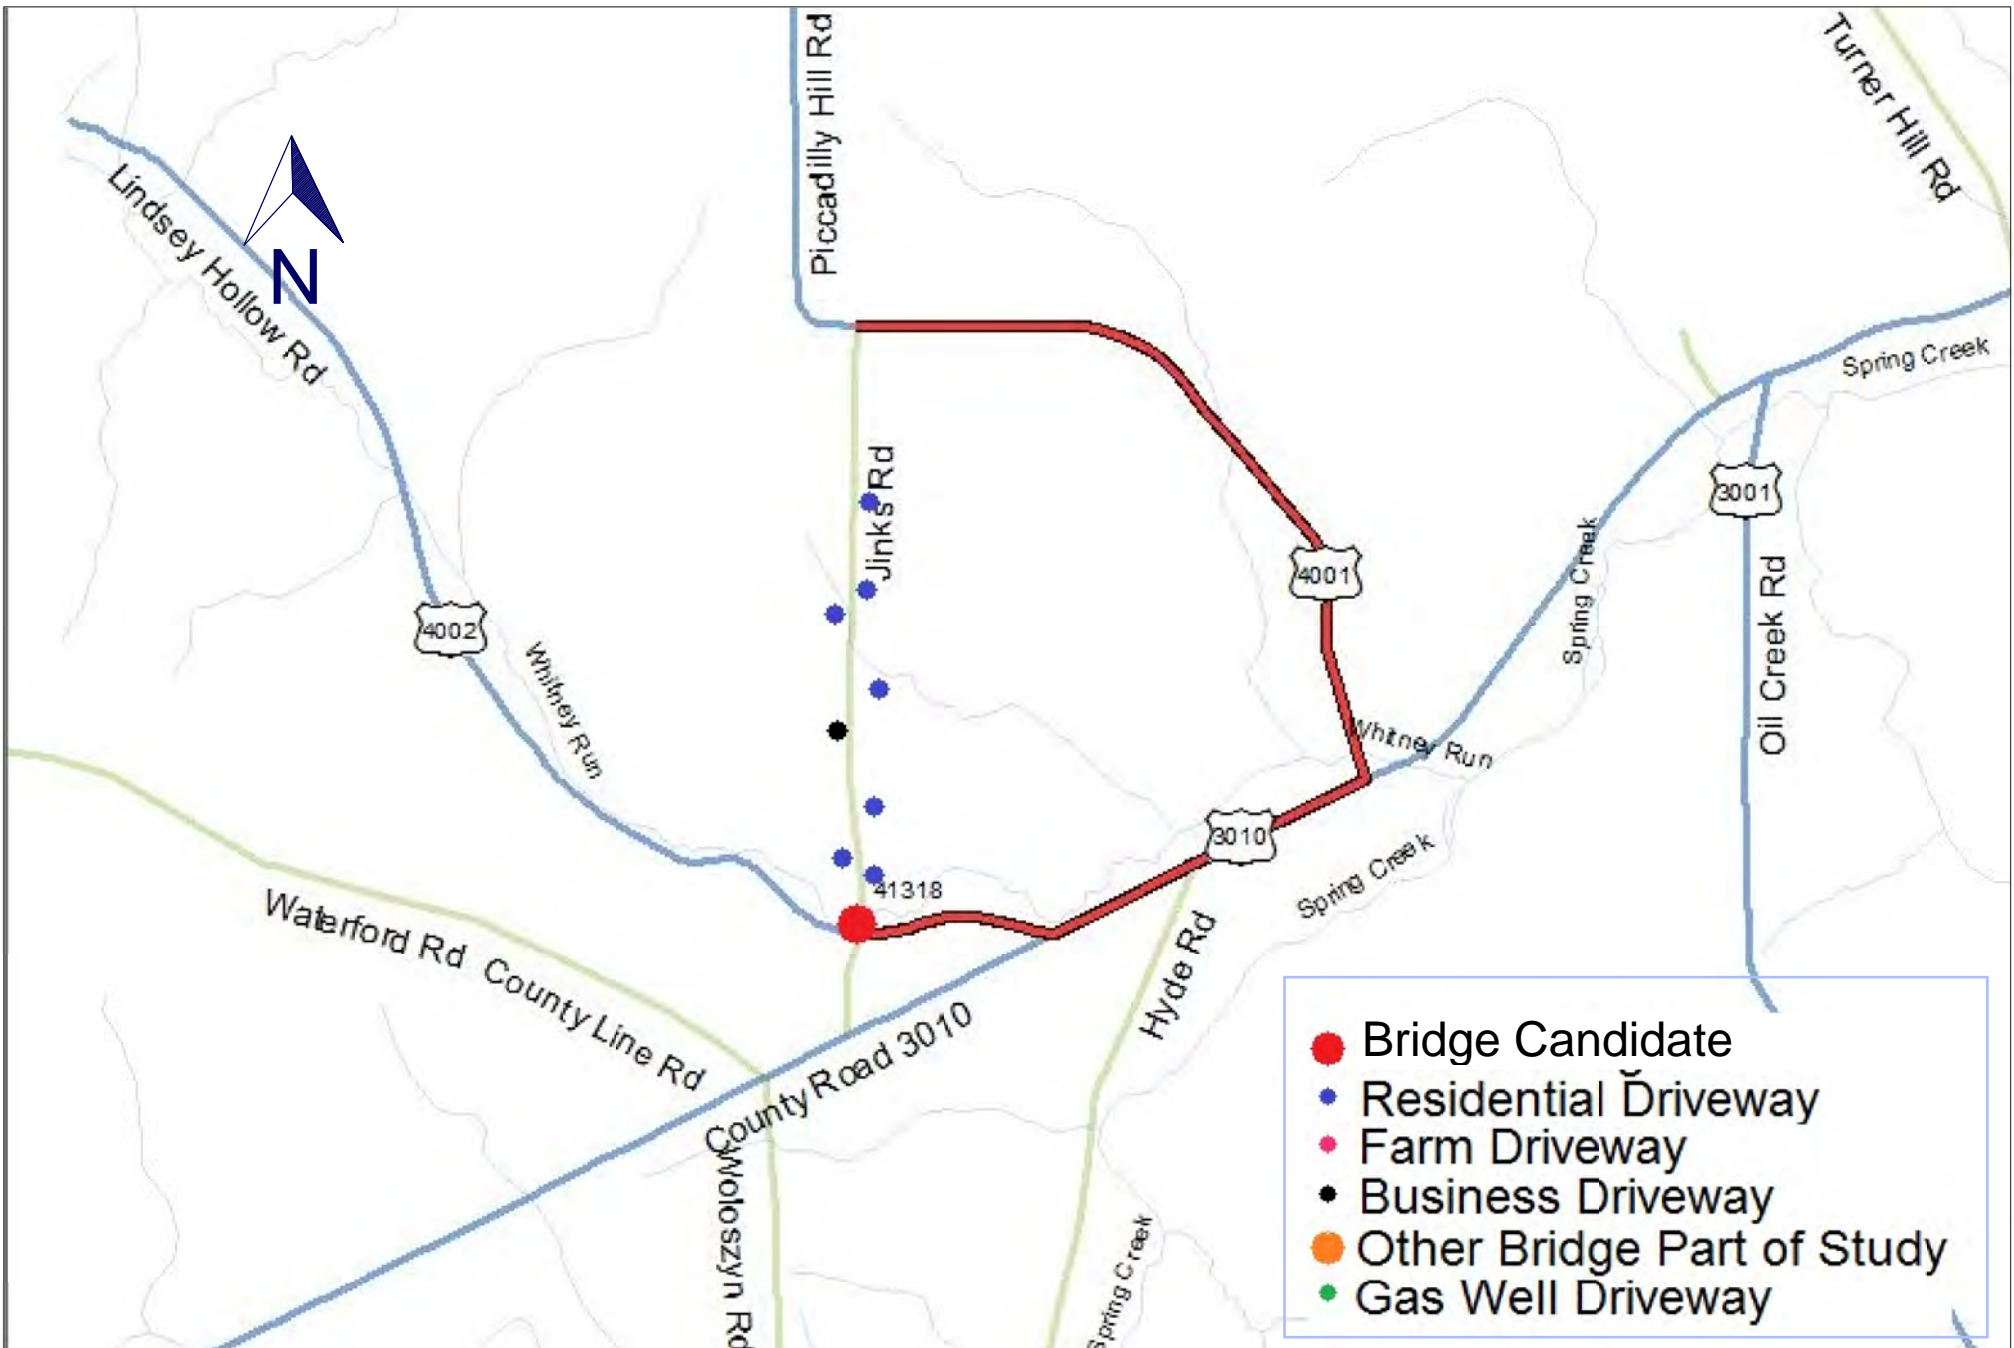 Piccadilly Hill Rd
Turner Hill Rd
Lindsey Hollow Rd
N
Spring Creek
Jinks Rd
3001
4001
Spring Creek
4002
Whitney Run
Oil Creek Rd
Whitney Run
3010
Spring Creek
41318
Waterford Rd County Line Rd
Hyde Rd
County Road 3010
Woloszyn Rd
Spring Creek
Bridge Candidate
Residential Driveway
Farm Driveway
Business Driveway
Other Bridge Part of Study
Gas Well Driveway